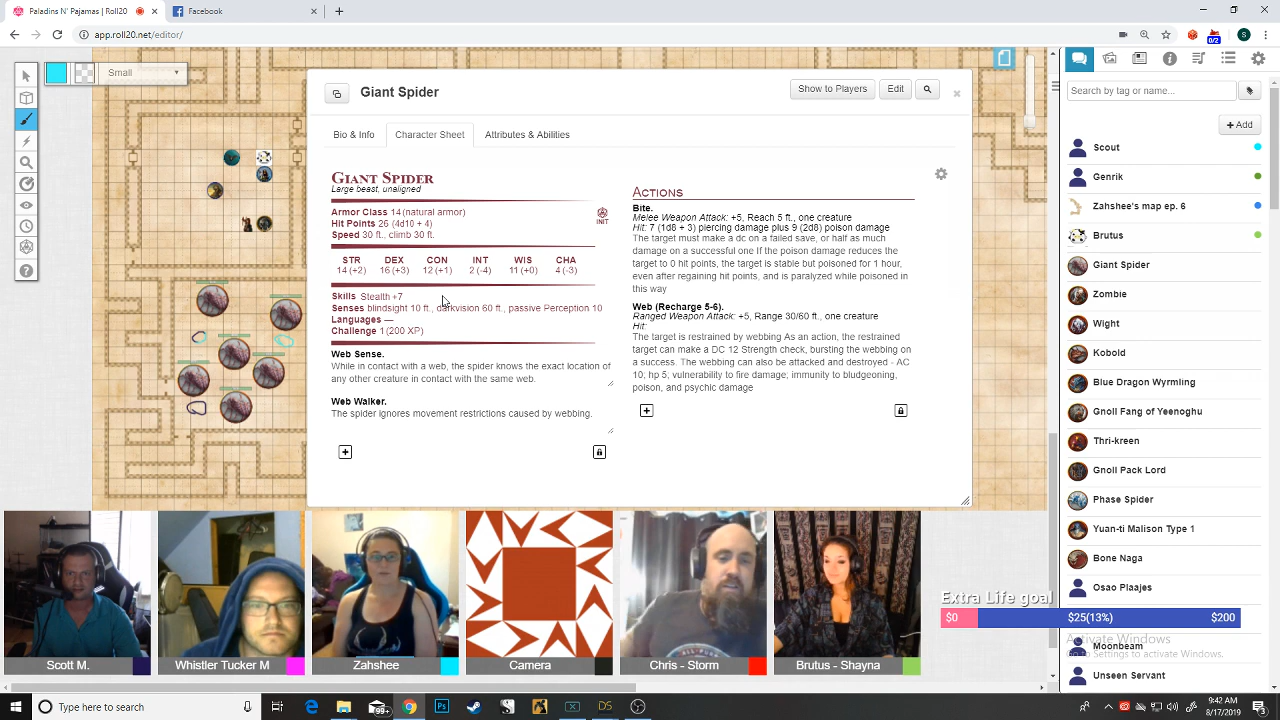 Paladins N' Pajamas | Roll20
Facebook
app.roll20.net/editor/
0/2
S
Small
Giant Spider
Show to Players
Edit
Bio & Info
Character Sheet
Attributes & Abilities
Giant Spider
Large beast, unaligned
Armor Class 14 (natural armor)
Hit Points 26 (4d10 + 4)
Speed 30 ft., climb 30 ft.
INIT
STR DEX CON INT WIS CHA
14 (+2) 16 (+3) 12 (+1) 2 (-4) 11 (+0) 4 (-3)
Skills Stealth +7
Senses blindsight 10 ft., darkvision 60 ft., passive Perception 10
Languages —
Challenge 1 (200 XP)
Web Sense.
While in contact with a web, the spider knows the exact location of
any other creature in contact with the same web.
Web Walker.
The spider ignores movement restrictions caused by webbing.
Actions
Bite.
Melee Weapon Attack: +5, Reach 5 ft., one creature
Hit: 7 (1d8 + 3) piercing damage plus 9 (2d8) poison damage
The target must make a dc on a failed save, or half as much
damage on a successful one If the poison damage reduces the
target to 0 hit points, the target is stable but poisoned for 1 hour,
even after regaining hit points, and is paralyzed while poisoned in
this way
Web (Recharge 5-6).
Ranged Weapon Attack: +5, Range 30/60 ft., one creature
Hit:
The target is restrained by webbing As an action, the restrained
target can make a DC 12 Strength check, bursting the webbing on
a success. The webbing can also be attacked and destroyed - AC
10; hp 5; vulnerability to fire damage; immunity to bludgeoning,
poison, and psychic damage
Search by tag or name...
+ Add
Scout
Genrik
Zahshee's map ep. 6
Brutus
Giant Spider
Zombie
Wight
Kobold
Blue Dragon Wyrmling
Gnoll Fang of Yeenoghu
Thri-kreen
Gnoll Pack Lord
Phase Spider
Yuan-ti Malison Type 1
Bone Naga
Osao Plaajes
Moonbeam
Unseen Servant
Extra Life goal
$0 $25(13%) $200
Activate Windows
Go to Settings to activate Windows.
Scott M.
Whistler Tucker M
Zahshee
Camera
Chris - Storm
Brutus - Shayna
Type here to search
99+
DS
9:42 AM
8/17/2019